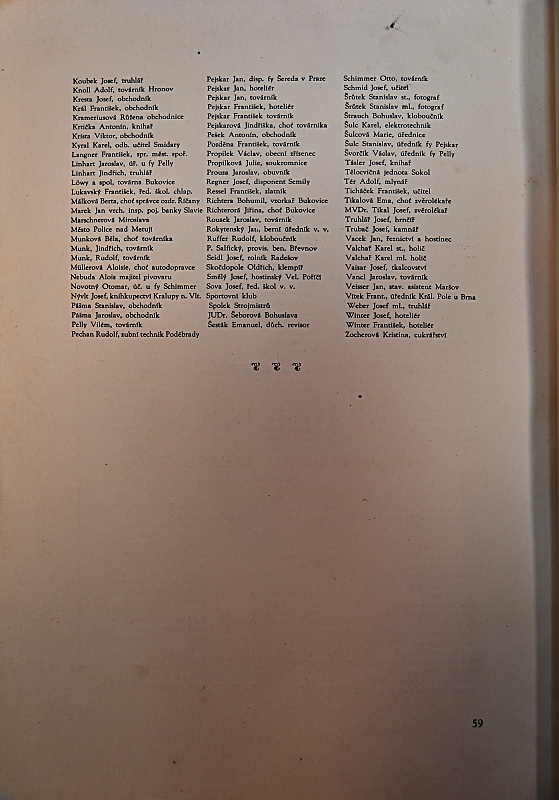 Koubek Josef, truhlář
Knoll Adolf, továrník Hronov
Kresta Josef, obchodník
Král František, obchodník
Krameriusová Růžena obchodnice
Krtička Antonín, knihař
Krista Viktor, obchodník
Kyral Karel, odb. učitel Smidary
Langner František, spr. měst. spoř.
Linhart Jaroslav, úř. u fy Pelly
Linhart Jindřich, truhlář
Löwy a spol, továrna Bukovice
Lukavský František, řed. škol. chlap.
Málková Berta, choť správce cedr. Říčany
Marek Jan vrch. insp. poj. banky Slavie
Marschnerová Miroslava
Město Police nad Metují
Munková Běla, choť továrníka
Munk, Jindřich, továrník
Munk, Rudolf, továrník
Müllerová Aloisie, choť autodopravce
Nebuda Alois majitel pivovaru
Novotný Otomar, úř. u fy Schimmer
Nývlt Josef, knihkupectví Kralupy n. Vlt.
Pášma Stanislav, obchodník
Pášma Jaroslav, obchodník
Pelly Vilém, továrník
Pechan Rudolf, subní technik Poděbrady
Pejskar Jan, disp. fy Šereda v Praze
Pejskar Jan, hoteliér
Pejskar Jan, továrník
Pejskar František, hoteliér
Pejskar František továrník
Pejskarová Jindřiška, choť továrníka
Pešek Antonín, obchodník
Posděna František, továrník
Propílek Václav, obecní zřízenec
Propílková Julie, soukromnice
Prouza Jaroslav, obuvník
Regner Josef, disponent Semily
Ressel František, zlatník
Richtera Bohumil, vzorkař Bukovice
Richterová Jiřina, choť Bukovice
Rousek Jaroslav, továrník
Rokytenský Jan, berní úředník v. v.
Ruffer Rudolf, kloboučník
P. Salfický, provis. ben. Břevnov
Seidl Josef, rolník Radešov
Skočdopole Oldřich, klempíř
Smělý Josef, hostinský Vel. Poříčí
Sova Josef, řed. škol v. v.
Sportovní klub
Spolek Strojmistrů
JUDr. Šeborová Bohuslava
Šesták Emanuel, důch. revisor
Schimmer Otto, továrník
Schmid Josef, učitel
Šrůtek Stanislav st., fotograf
Šrůtek Stanislav ml., fotograf
Štrauch Bohuslav, kloboučník
Šulc Karel, elektrotechnik
Šulcová Marie, úřednice
Šulc Stanislav, úředník fy Pejskar
Švorčík Václav, úředník fy Pelly
Tásler Josef, knihař
Tělocvičná jednota Sokol
Tér Adolf, mlynář
Ticháček František, učitel
Tikalová Ema, choť zvěrolékaře
MVDr. Tikal Josef, zvěrolékař
Truhlář Josef, hrnčíř
Trubač Josef, kamnář
Vacek Jan, řeznictví a hostinec
Valchař Karel st., holič
Valchař Karel ml. holič
Vaisar Josef, tkalcovství
Vancl Jaroslav, továrník
Veisser Jan, stav. asistent Maršov
Vítek Frant., úředník Král. Pole u Brna
Weber Josef ml., truhlář
Winter Josef, hoteliér
Winter František, hoteliér
Zocherová Kristina, cukrářství
59